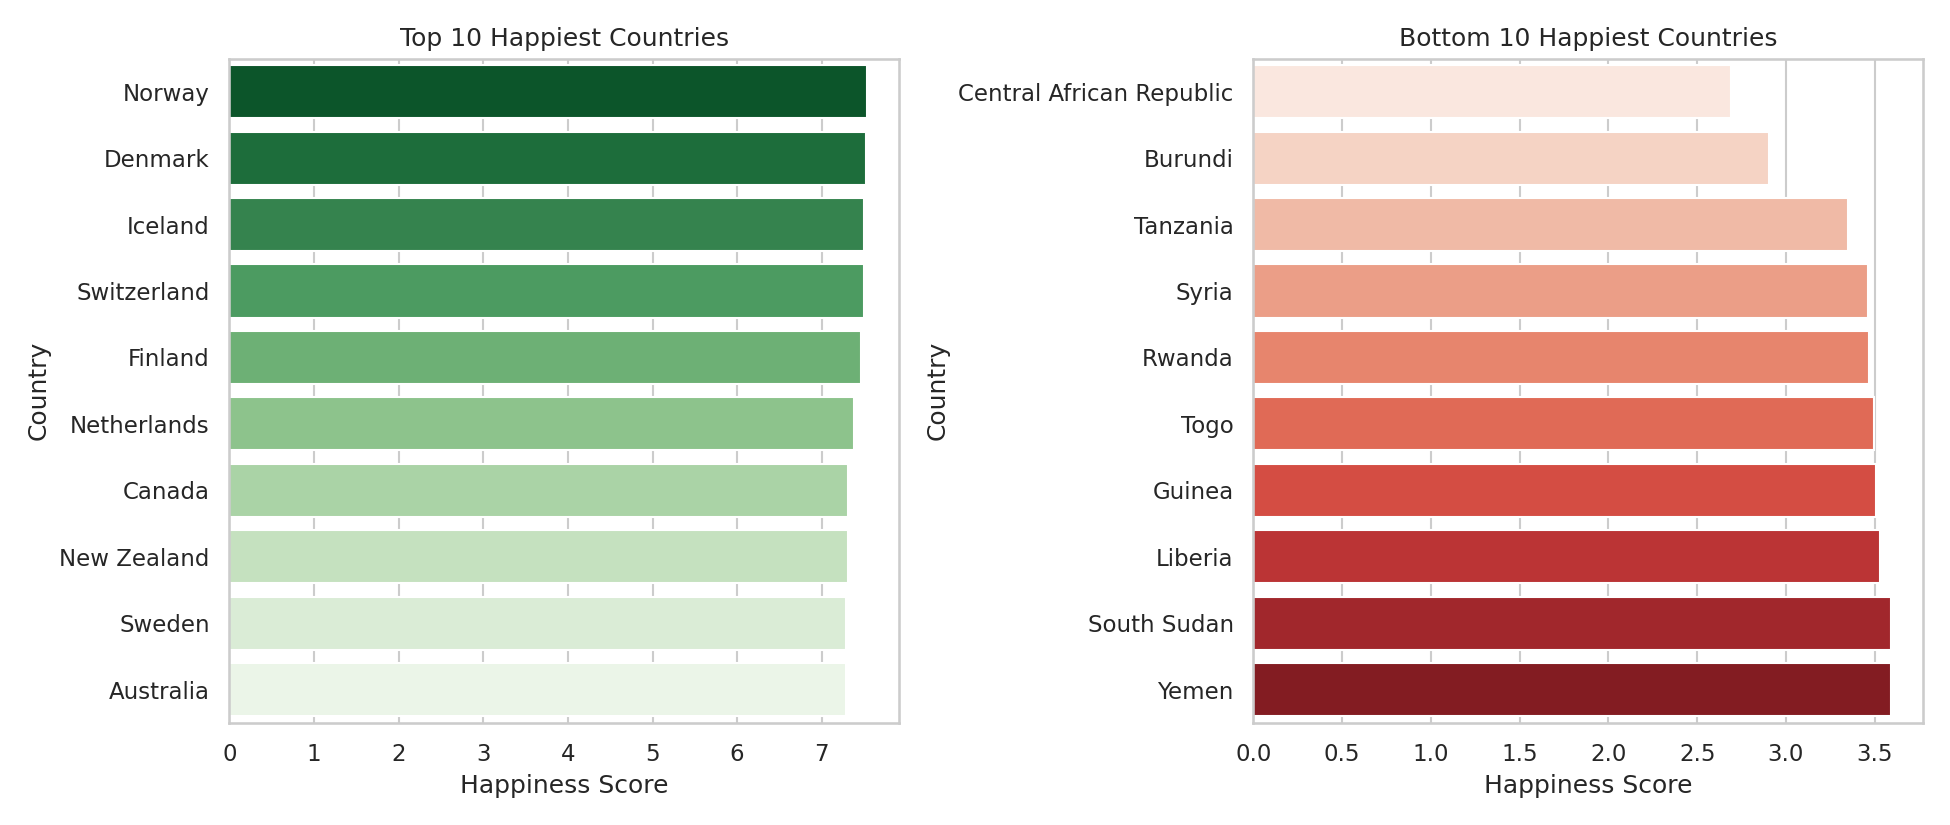 Top 10 Happiest Countries
Country
Norway
Denmark
Iceland
Switzerland
Finland
Netherlands
Canada
New Zealand
Sweden
Australia
0 1 2 3 4 5 6 7
Happiness Score
Bottom 10 Happiest Countries
Country
Central African Republic
Burundi
Tanzania
Syria
Rwanda
Togo
Guinea
Liberia
South Sudan
Yemen
0.0 0.5 1.0 1.5 2.0 2.5 3.0 3.5
Happiness Score